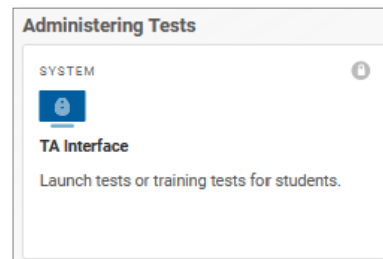 Administering Tests
SYSTEM
TA Interface
Launch tests or training tests for students.